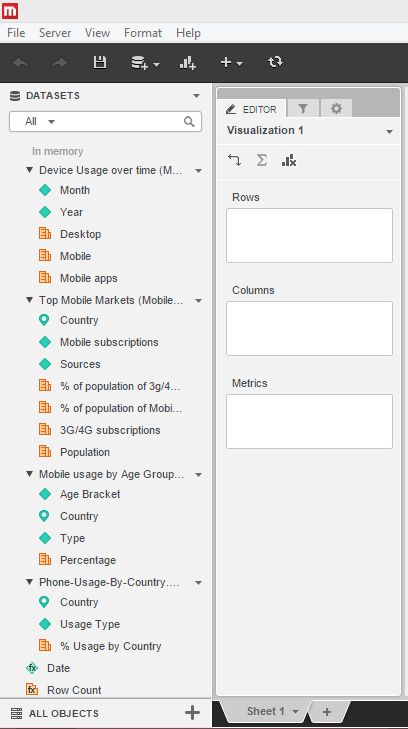 m
File Server View Format Help
DATASETS
All
In memory
Device Usage over time (M...
Month
Year
Desktop
Mobile
Mobile apps
Top Mobile Markets (Mobile...
Country
Mobile subscriptions
Sources
% of population of 3g/4...
% of population of Mobi...
3G/4G subscriptions
Population
Mobile usage by Age Group...
Age Bracket
Country
Type
Percentage
Phone-Usage-By-Country....
Country
Usage Type
% Usage by Country
fx Date
fx Row Count
ALL OBJECTS
EDITOR
Visualization 1
Σ
Rows
Columns
Metrics
Sheet 1